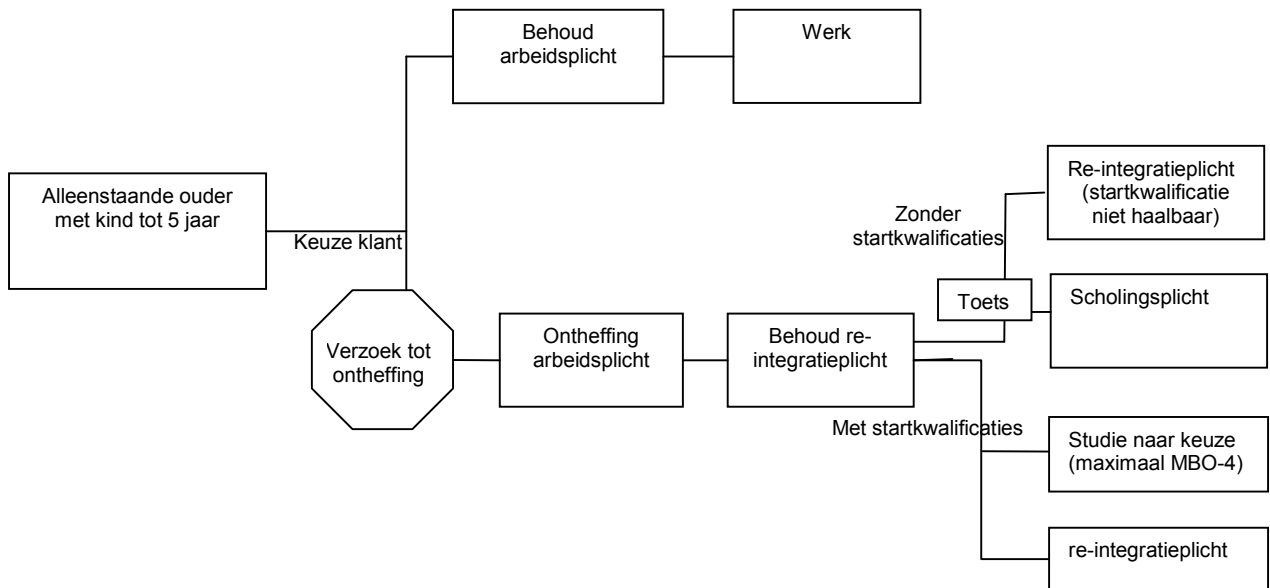 Behoud
arbeidsplicht
Werk
Alleenstaande ouder
met kind tot 5 jaar
Keuze klant
Re-integratieplicht
(startkwalificatie
niet haalbaar)
Zonder
startkwalificaties
Toets
Scholingsplicht
Verzoek tot
ontheffing
Ontheffing
arbeidsplicht
Behoud re-
integratieplicht
Met startkwalificaties
Studie naar keuze
(maximaal MBO-4)
re-integratieplicht